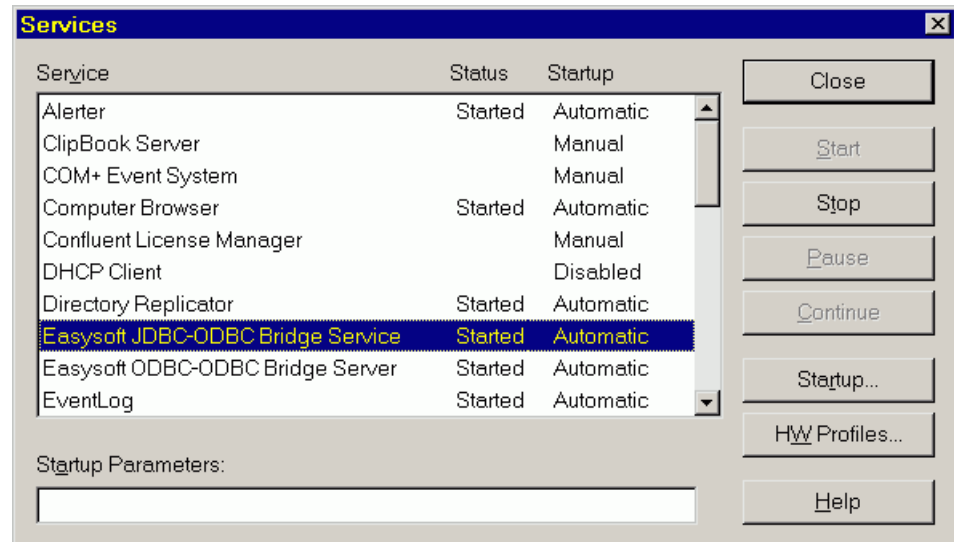 Services
Service Status Startup
Alerter Started Automatic
ClipBook Server Manual
COM+ Event System Manual
Computer Browser Started Automatic
Confluent License Manager Manual
DHCP Client Disabled
Directory Replicator Started Automatic
Easysoft JDBC-ODBC Bridge Service Started Automatic
Easysoft ODBC-ODBC Bridge Server Started Automatic
EventLog Started Automatic
Startup Parameters:
Close
Start
Stop
Pause
Continue
Startup...
HW Profiles...
Help